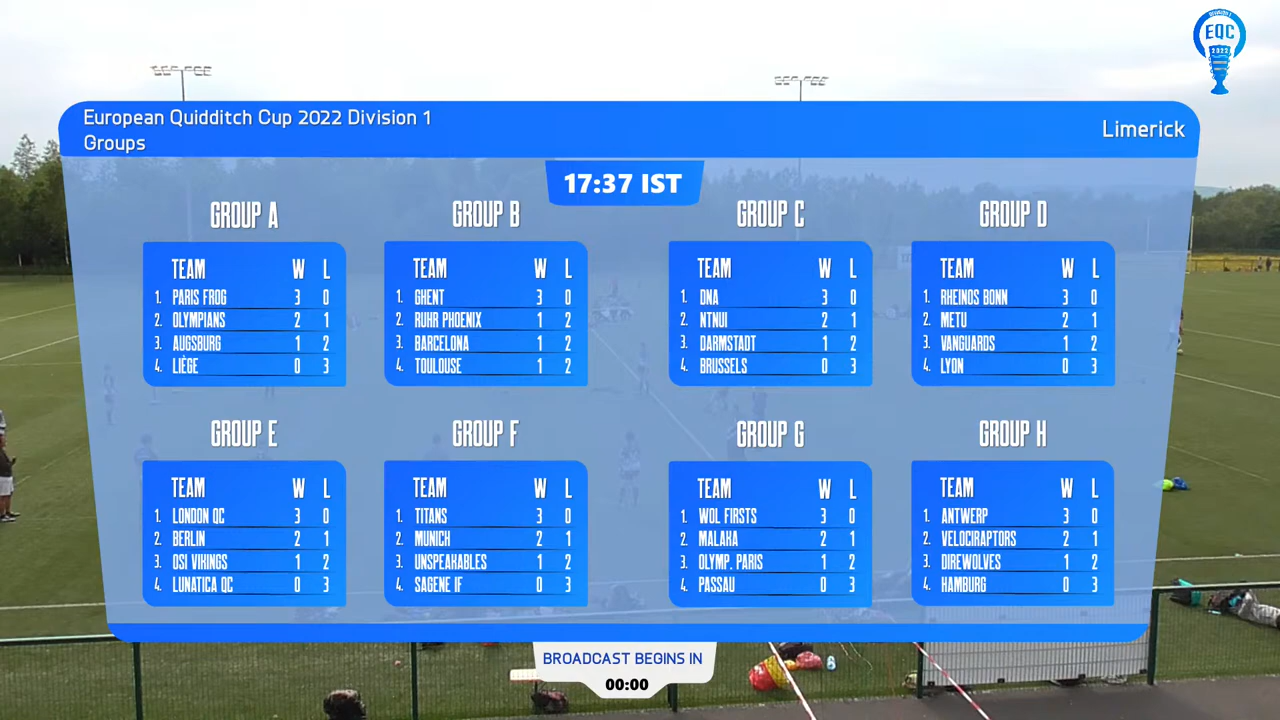 DIVISION 1
EQC
2022
European Quidditch Cup 2022 Division 1
Groups
Limerick
17:37 IST
GROUP A
TEAM W L
1. PARIS FROG 3 0
2. OLYMPIANS 2 1
3. AUGSBURG 1 2
4. LIÈGE 0 3
GROUP B
TEAM W L
1. GHENT 3 0
2. RUHR PHOENIX 1 2
3. BARCELONA 1 2
4. TOULOUSE 1 2
GROUP C
TEAM W L
1. DNA 3 0
2. NTNUI 2 1
3. DARMSTADT 1 2
4. BRUSSELS 0 3
GROUP D
TEAM W L
1. RHEINOS BONN 3 0
2. METU 2 1
3. VANGUARDS 1 2
4. LYON 0 3
GROUP E
TEAM W L
1. LONDON QC 3 0
2. BERLIN 2 1
3. OSI VIKINGS 1 2
4. LUNATICA QC 0 3
GROUP F
TEAM W L
1. TITANS 3 0
2. MUNICH 2 1
3. UNSPEAKABLES 1 2
4. SAGENE IF 0 3
GROUP G
TEAM W L
1. WOL FIRSTS 3 0
2. MALAKA 2 1
3. OLYMP. PARIS 1 2
4. PASSAU 0 3
GROUP H
TEAM W L
1. ANTWERP 3 0
2. VELOCIRAPTORS 2 1
3. DIREWOLVES 1 2
4. HAMBURG 0 3
BROADCAST BEGINS IN
00:00